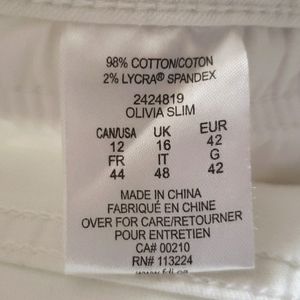 98% COTTON/COTON
2% LYCRA® SPANDEX
2424819
OLIVIA SLIM
CAN/USA UK EUR
12 16 42
FR IT G
44 48 42
MADE IN CHINA
FABRIQUÉ EN CHINE
OVER FOR CARE/RETOURNER
POUR ENTRETIEN
CA# 00210
RN# 113224